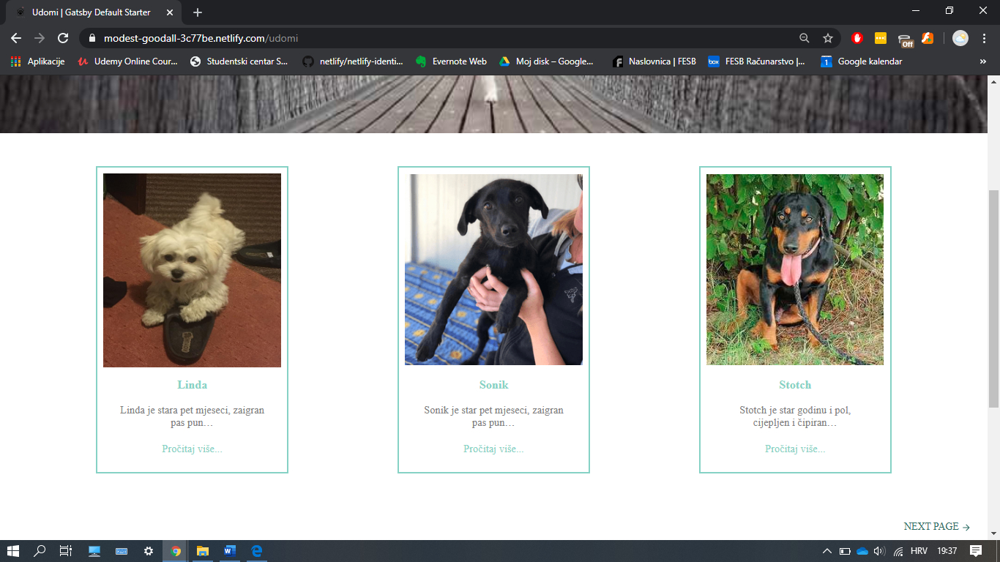 Udomi | Gatsby Default Starter
modest-goodall-3c77be.netlify.com/udomi
Off
Aplikacije
Udemy Online Cour...
Studentski centar S...
netlify/netlify-identi...
Evernote Web
Moj disk – Google...
Naslovnica | FESB
box
FESB Računarstvo |...
1
Google kalendar
»
Linda
Linda je stara pet mjeseci, zaigran
pas pun…
Pročitaj više...
Sonik
Sonik je star pet mjeseci, zaigran
pas pun…
Pročitaj više...
Stotch
Stotch je star godinu i pol,
cijepljen i čipiran…
Pročitaj više...
NEXT PAGE →
HRV
19:37